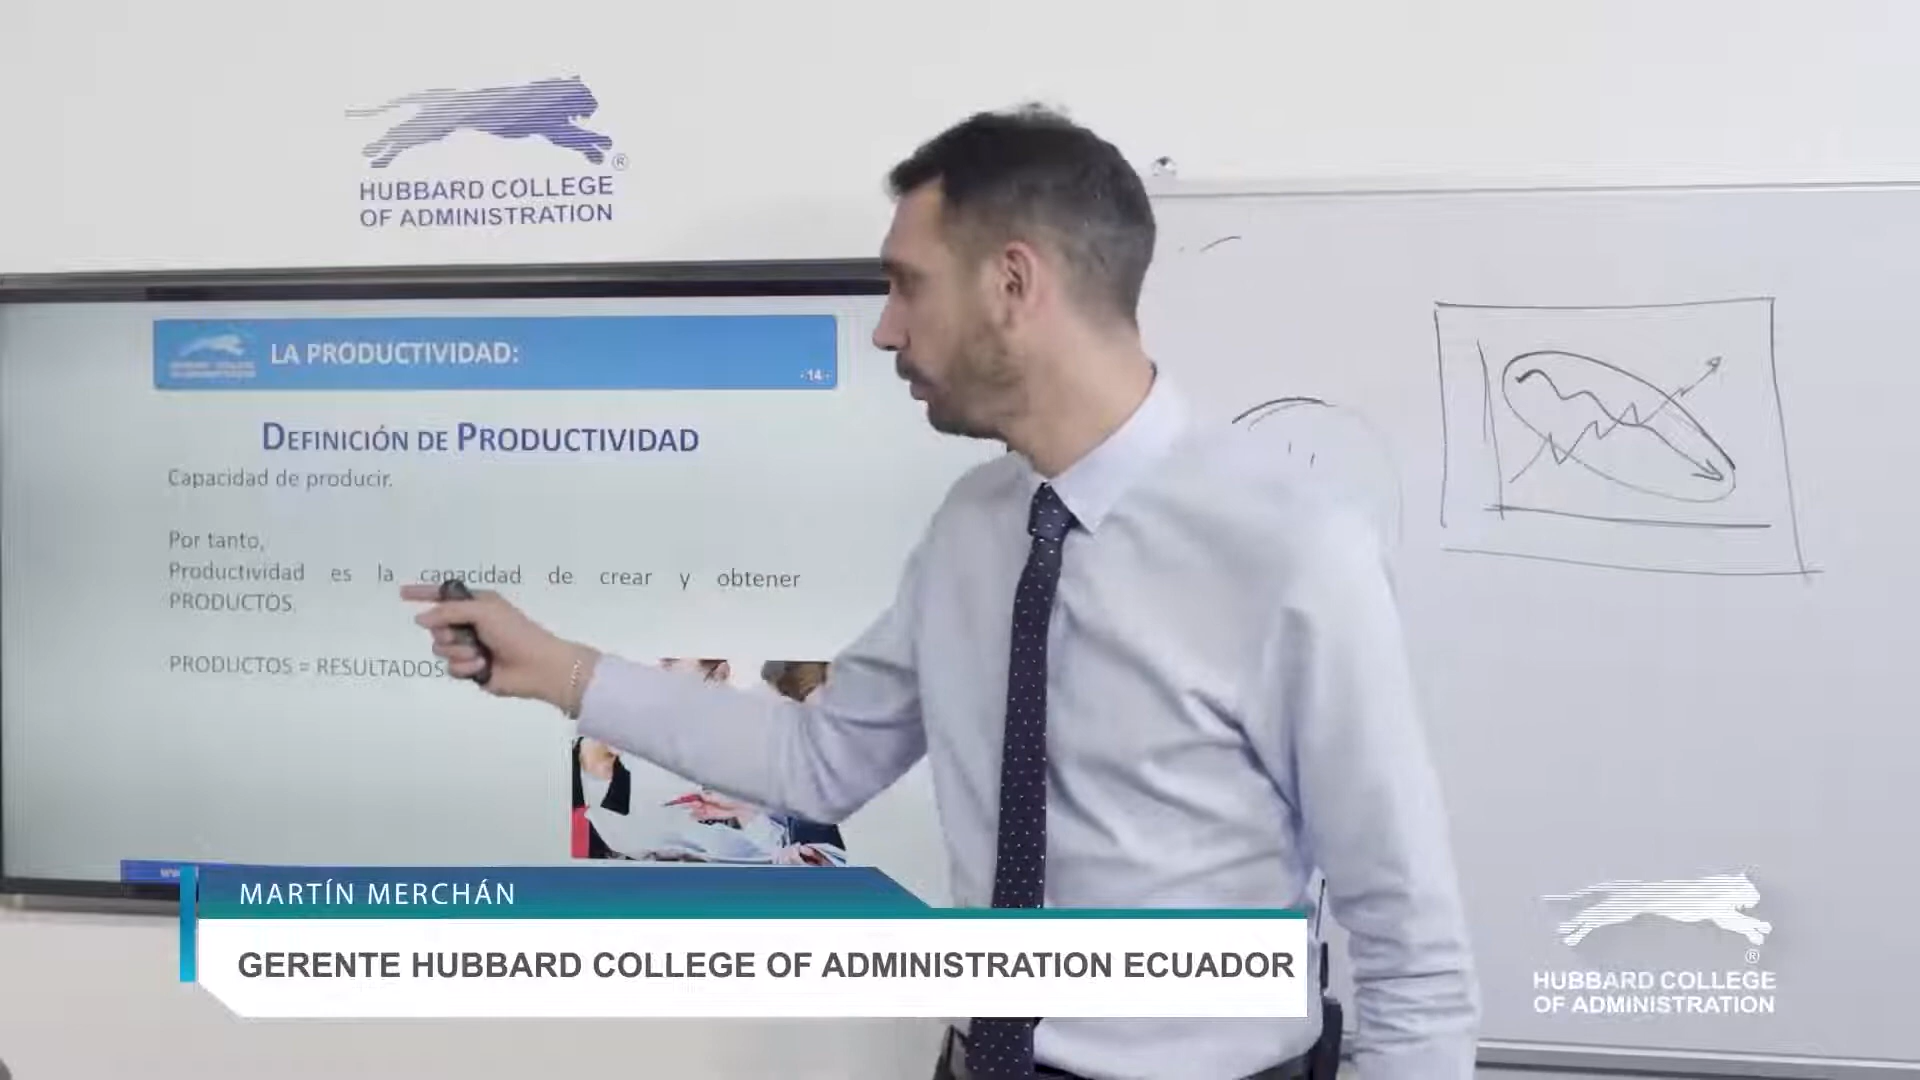 HUBBARD COLLEGE
OF ADMINISTRATION
®
LA PRODUCTIVIDAD:
-14-
DEFINICIÓN DE PRODUCTIVIDAD
Capacidad de producir.
Por tanto,
Productividad es la capacidad de crear y obtener
PRODUCTOS.
PRODUCTOS = RESULTADOS
MARTÍN MERCHÁN
GERENTE HUBBARD COLLEGE OF ADMINISTRATION ECUADOR
®
HUBBARD COLLEGE
OF ADMINISTRATION